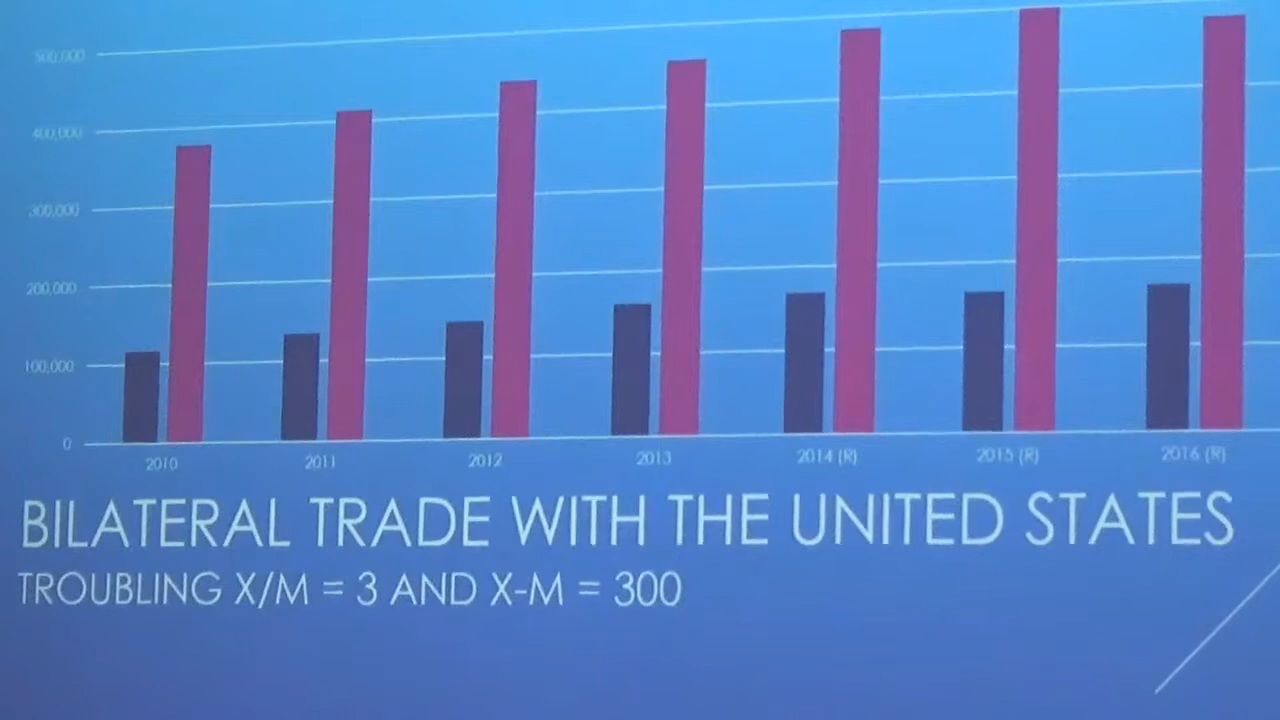 500,000
400,000
300,000
200,000
100,000
0
2010 2011 2012 2013 2014 (R) 2015 (R) 2016 (R)
BILATERAL TRADE WITH THE UNITED STATES
TROUBLING X/M = 3 AND X-M = 300